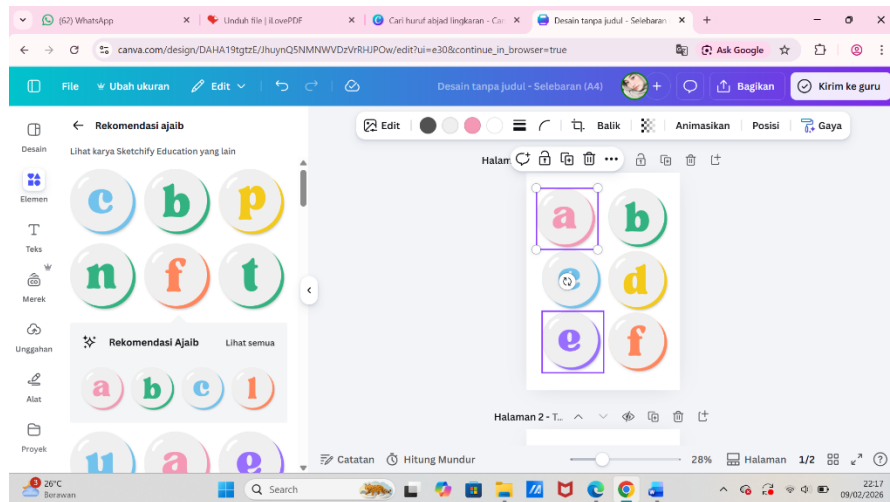 (62) WhatsApp
Unduh file | iLovePDF
Cari huruf abjad lingkaran - Can
Desain tanpa judul - Selebaran
canva.com/design/DAHA19tgtzE/JhuynQ5NMNWVDzVrRHJPOw/edit?ui=e30&continue_in_browser=true
Ask Google
File
Ubah ukuran
Edit
Desain tanpa judul - Selebaran (A4)
Bagikan
Kirim ke guru
Desain
Elemen
Teks
Merek
Unggahan
Alat
Proyek
Rekomendasi ajaib
Lihat karya Sketchify Education yang lain
c b p
n f t
Rekomendasi Ajaib
Lihat semua
a b c l
u a e
Edit
Balik
Animasikan
Posisi
Gaya
Halam
a b
c d
e f
Halaman 2 - T...
Catatan
Hitung Mundur
28%
Halaman
1/2
26°C
Berawan
Search
22:17
09/02/2026